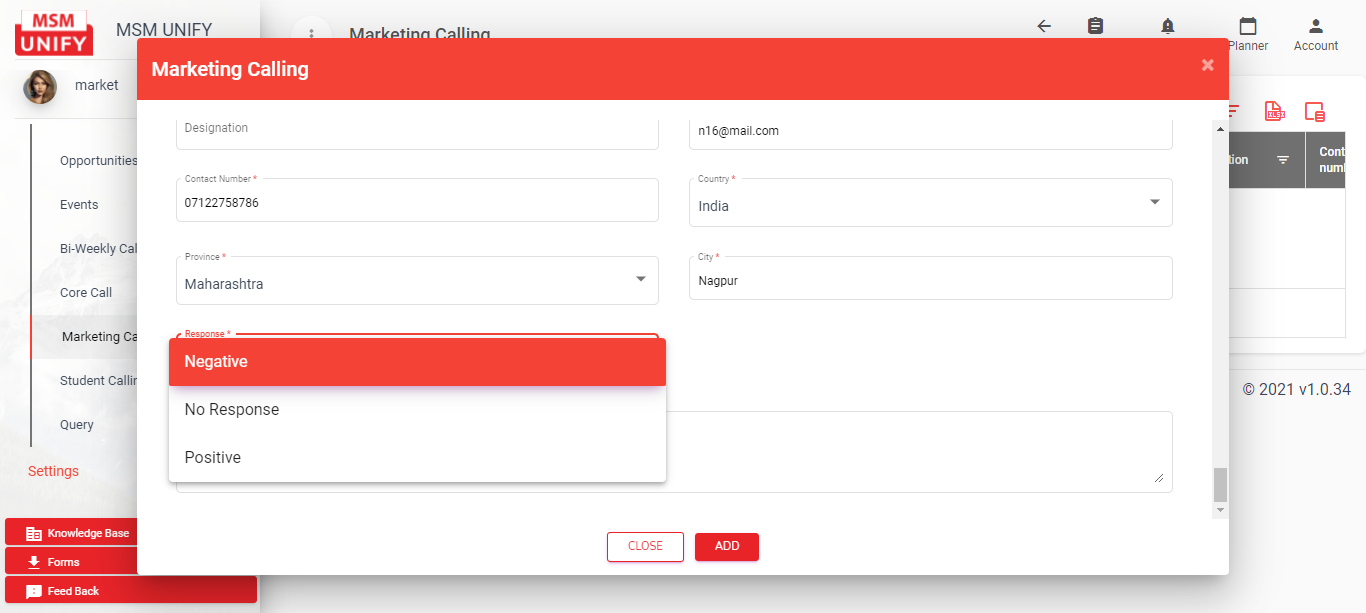 MSM
UNIFY
MSM UNIFY
Marketing Calling
Planner
Account
market
Marketing Calling
×
Opportunities
Events
Bi-Weekly Cal
Core Call
Marketing Ca
Student Callin
Query
Settings
Knowledge Base
Forms
Feed Back
Designation
n16@mail.com
Contact Number *
07122758786
Country *
India
Province *
Maharashtra
City *
Nagpur
Response *
Negative
No Response
Positive
CLOSE
ADD
XLSX
tion
Cont
numb
© 2021 v1.0.34